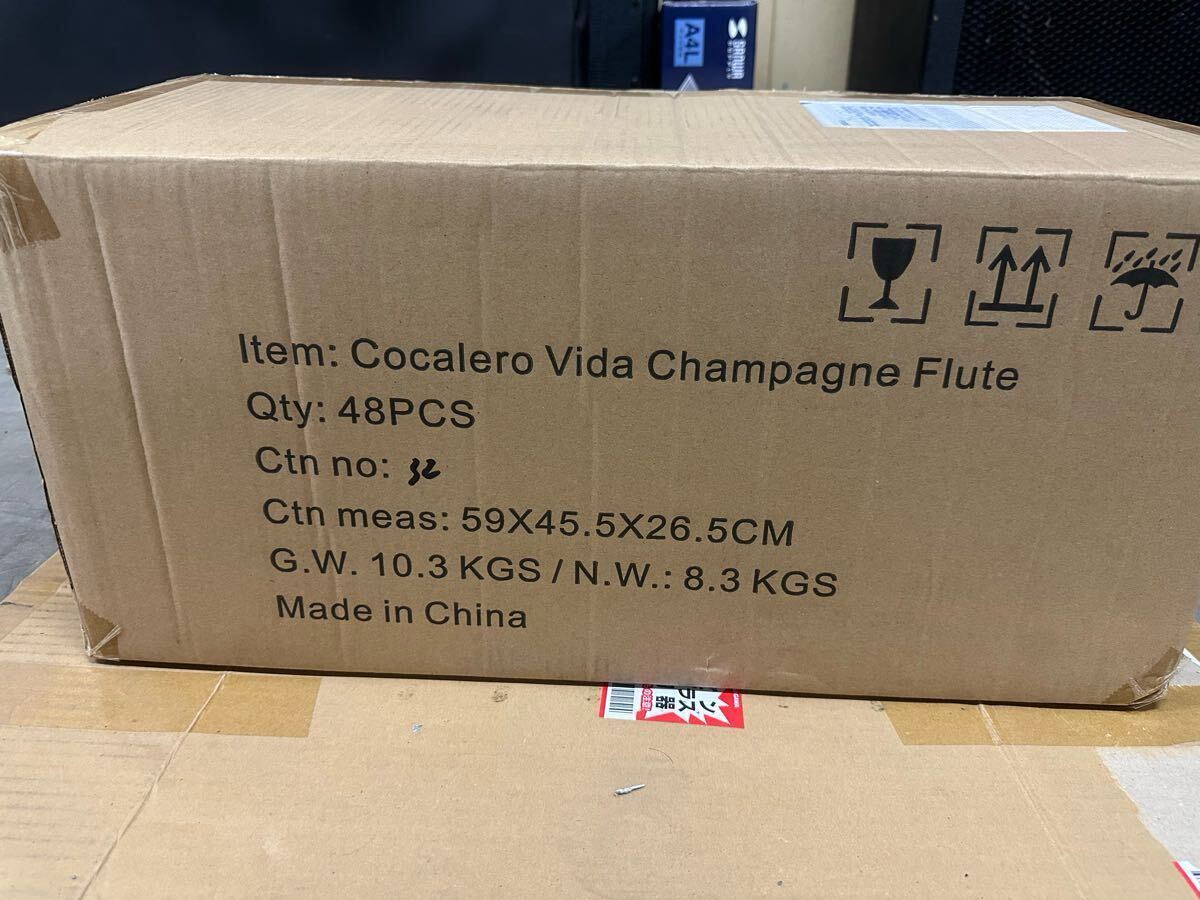 A4L
SANWA
Item: Cocalero Vida Champagne Flute
Qty: 48PCS
Ctn no: 32
Ctn meas: 59X45.5X26.5CM
G.W. 10.3 KGS / N.W.: 8.3 KGS
Made in China